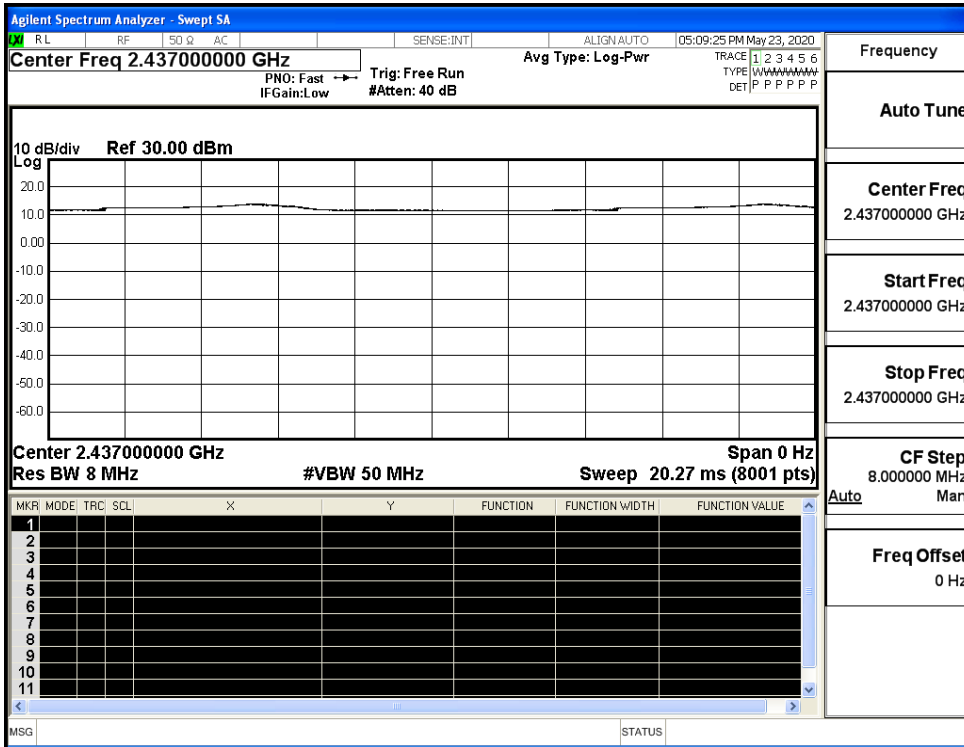 Agilent Spectrum Analyzer - Swept SA
LXI RL RF 50 Ω AC SENSE:INT ALIGN AUTO 05:09:25 PM May 23, 2020
Center Freq 2.437000000 GHz
PNO: Fast
IFGain:Low
Trig: Free Run
#Atten: 40 dB
Avg Type: Log-Pwr
TRACE 1 2 3 4 5 6
TYPE WWWWWW
DET P P P P P P
10 dB/div Ref 30.00 dBm
Log
20.0
10.0
0.00
-10.0
-20.0
-30.0
-40.0
-50.0
-60.0
Center 2.437000000 GHz Span 0 Hz
Res BW 8 MHz #VBW 50 MHz Sweep 20.27 ms (8001 pts)
MKR MODE TRC SCL X Y FUNCTION FUNCTION WIDTH FUNCTION VALUE
1
2
3
4
5
6
7
8
9
10
11
MSG STATUS
Frequency
Auto Tune
Center Freq
2.437000000 GHz
Start Freq
2.437000000 GHz
Stop Freq
2.437000000 GHz
CF Step
8.000000 MHz
Auto Man
Freq Offset
0 Hz